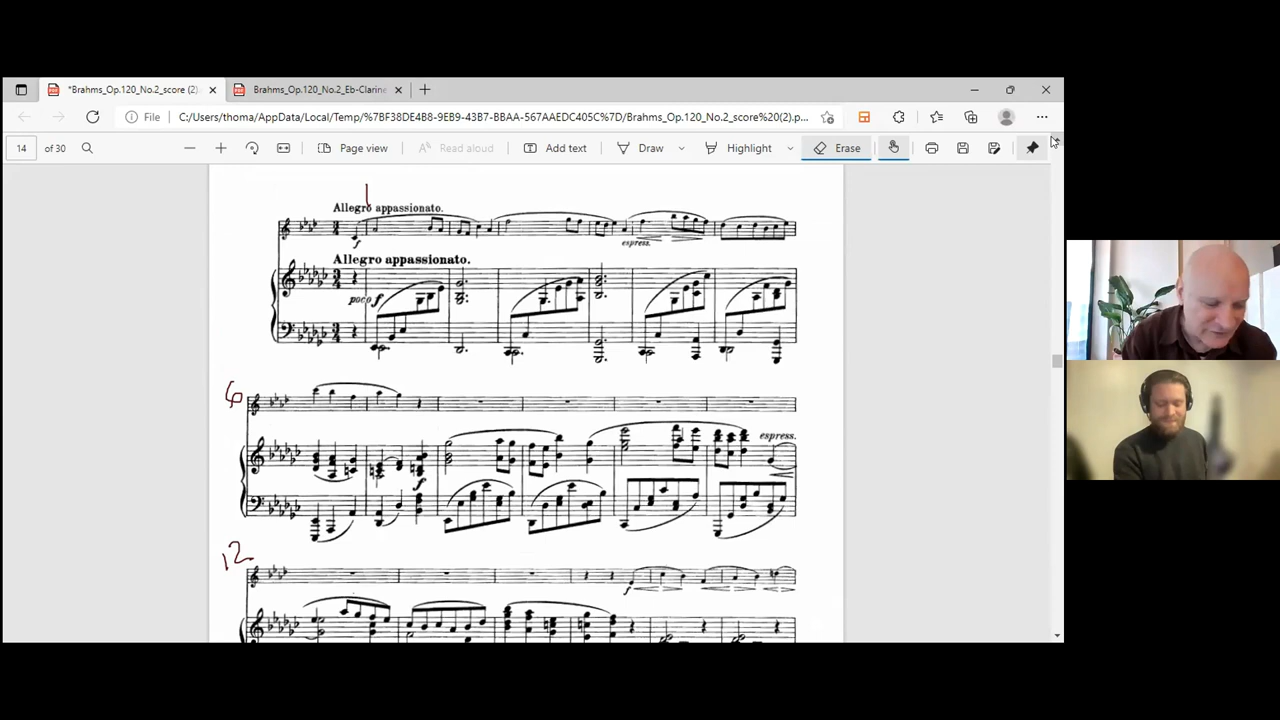 *Brahms_Op.120_No.2_score (2).
Brahms_Op.120_No.2_Eb-Clarine
File
C:/Users/thoma/AppData/Local/Temp/%7BF38DE4B8-9EB9-43B7-BBAA-567AAEDC405C%7D/Brahms_Op.120_No.2_score%20(2).p...
14 of 30
Page view
Read aloud
Add text
Draw
Highlight
Erase
1
Allegro appassionato.
f
espress.
Allegro appassionato.
poco f
6
espress.
f
12
f